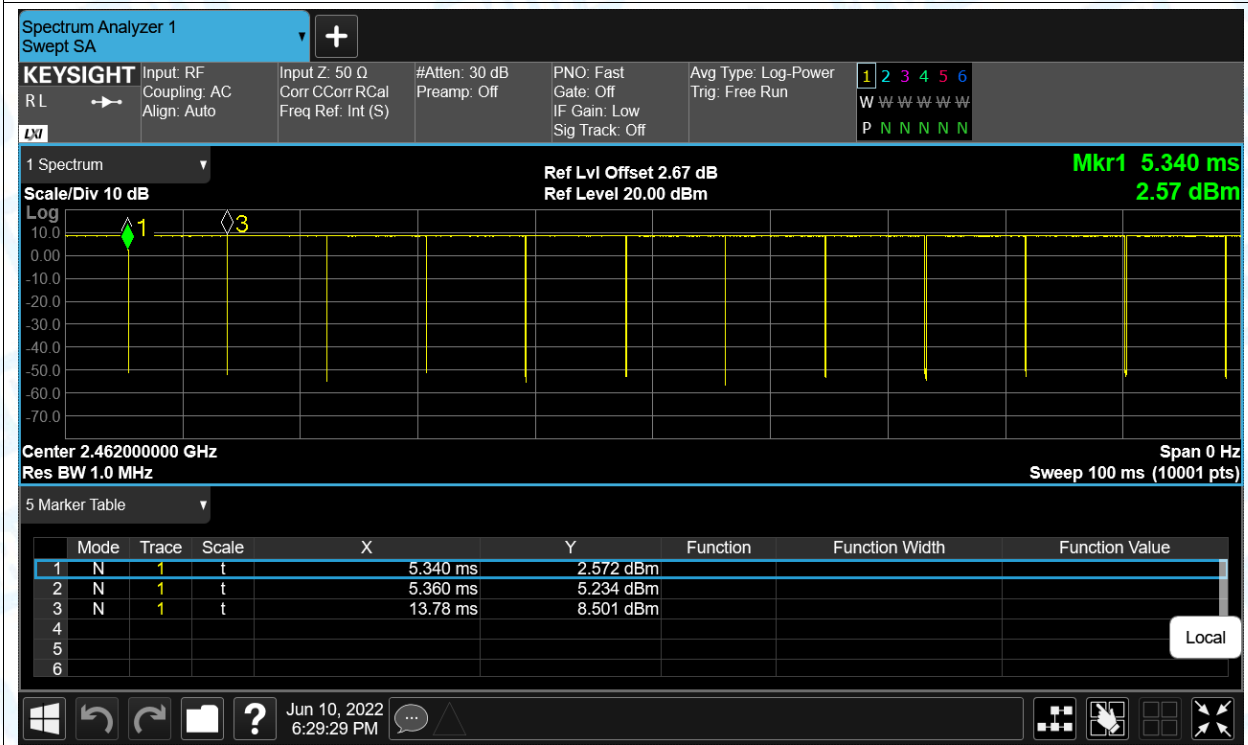 Spectrum Analyzer 1
Swept SA
KEYSIGHT
R L
LXI
Input: RF
Coupling: AC
Align: Auto
Input Z: 50 Ω
Corr CCorr RCal
Freq Ref: Int (S)
#Atten: 30 dB
Preamp: Off
PNO: Fast
Gate: Off
IF Gain: Low
Sig Track: Off
Avg Type: Log-Power
Trig: Free Run
1 2 3 4 5 6
W W W W W W
P N N N N N
1 Spectrum
Scale/Div 10 dB
Ref Lvl Offset 2.67 dB
Ref Level 20.00 dBm
Mkr1 5.340 ms
2.57 dBm
Log
10.0
0.00
-10.0
-20.0
-30.0
-40.0
-50.0
-60.0
-70.0
1
3
Center 2.462000000 GHz
Res BW 1.0 MHz
Span 0 Hz
Sweep 100 ms (10001 pts)
5 Marker Table
Mode Trace Scale X Y Function Function Width Function Value
1 N 1 t 5.340 ms 2.572 dBm
2 N 1 t 5.360 ms 5.234 dBm
3 N 1 t 13.78 ms 8.501 dBm
4
5
6
Local
?
Jun 10, 2022
6:29:29 PM